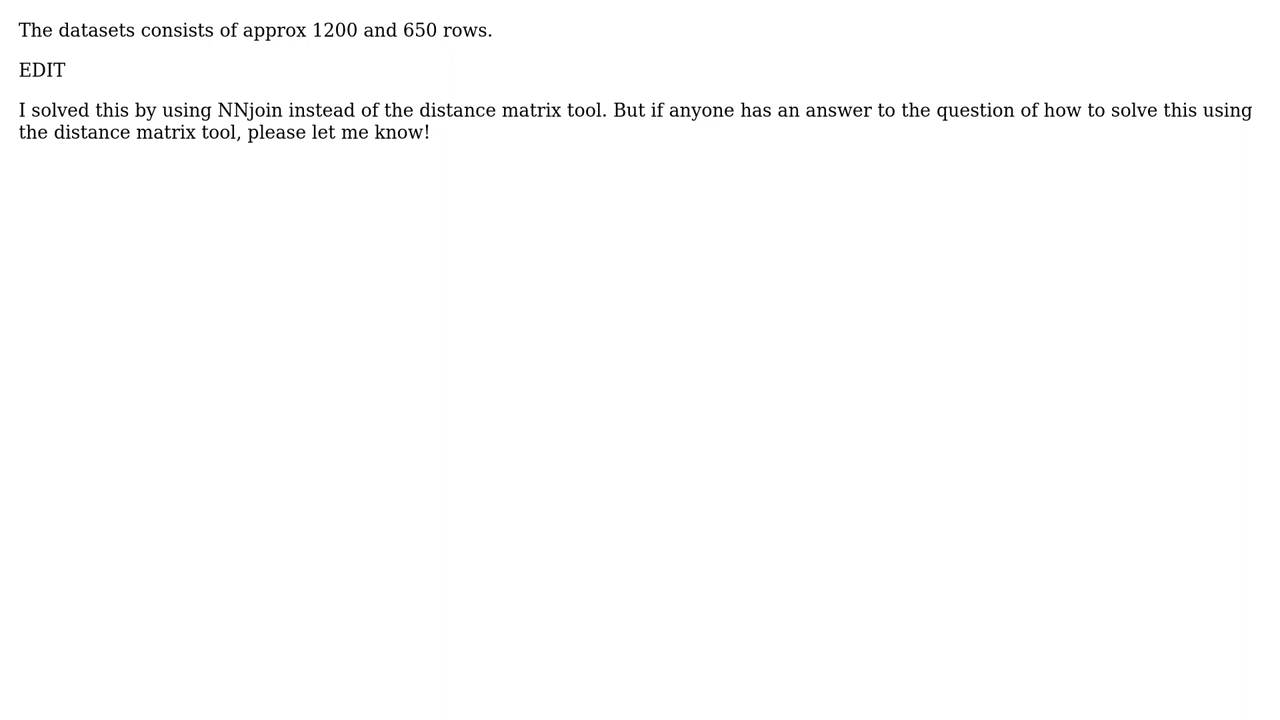 The datasets consists of approx 1200 and 650 rows.
EDIT
I solved this by using NNjoin instead of the distance matrix tool. But if anyone has an answer to the question of how to solve this using
the distance matrix tool, please let me know!